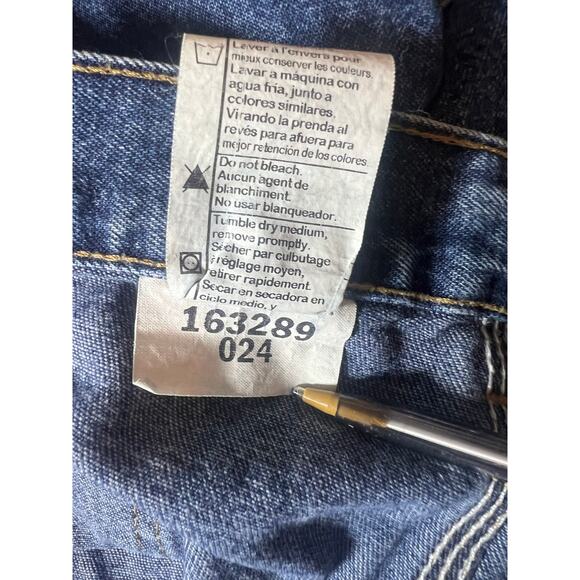 Laver à l'envers pour
mieux conserver les couleurs.
Lavar a máquina con
agua fría, junto a
colores similares.
Virando la prenda al
revés para afuera para
mejor retención de los colores.
Do not bleach.
Aucun agent de
blanchiment.
No usar blanqueador.
Tumble dry medium,
remove promptly.
Sécher par culbutage
à réglage moyen,
retirer rapidement.
Secar en secadora en
ciclo medio, y
163289
024